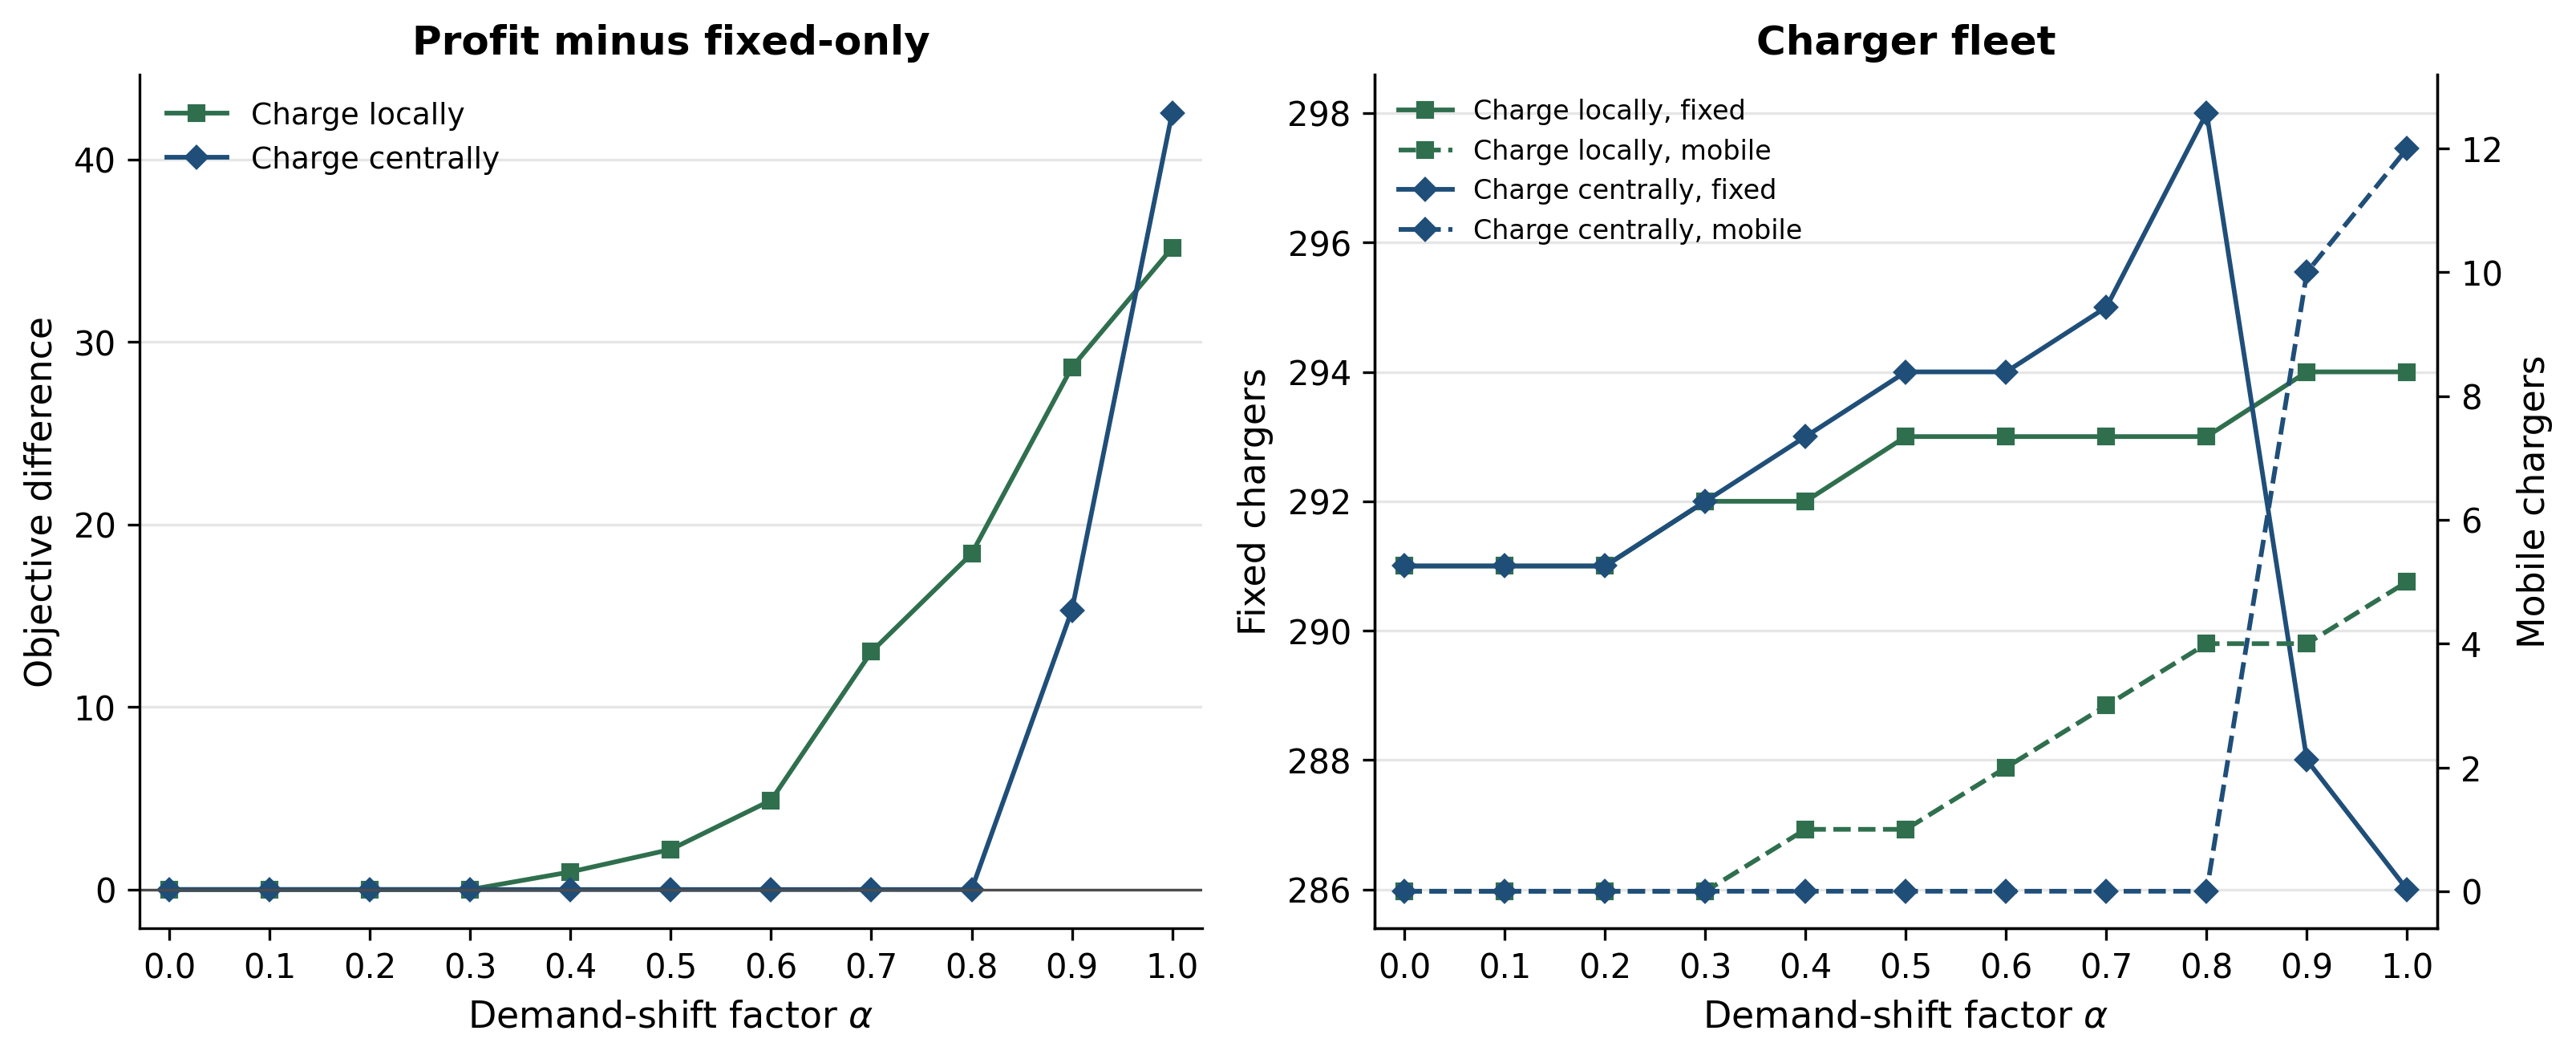 Profit minus fixed-only
Charge locally
Charge centrally
Objective difference
40
30
20
10
0
0.0 0.1 0.2 0.3 0.4 0.5 0.6 0.7 0.8 0.9 1.0
Demand-shift factor α
Charger fleet
Charge locally, fixed
Charge locally, mobile
Charge centrally, fixed
Charge centrally, mobile
Fixed chargers
298
296
294
292
290
288
286
Mobile chargers
12
10
8
6
4
2
0
0.0 0.1 0.2 0.3 0.4 0.5 0.6 0.7 0.8 0.9 1.0
Demand-shift factor α